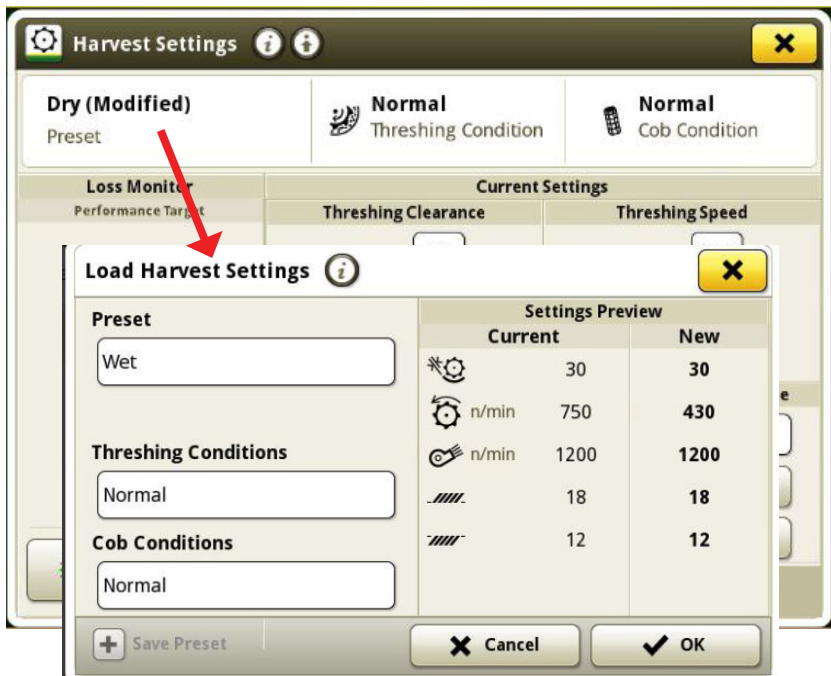 Harvest Settings
Dry (Modified)
Preset
Normal
Threshing Condition
Normal
Cob Condition
Loss Monitor
Performance Target
Current Settings
Threshing Clearance
Threshing Speed
Load Harvest Settings
Preset
Wet
Threshing Conditions
Normal
Cob Conditions
Normal
Settings Preview
Current New
30 30
n/min 750 430
n/min 1200 1200
18 18
12 12
e
Save Preset
Cancel
OK